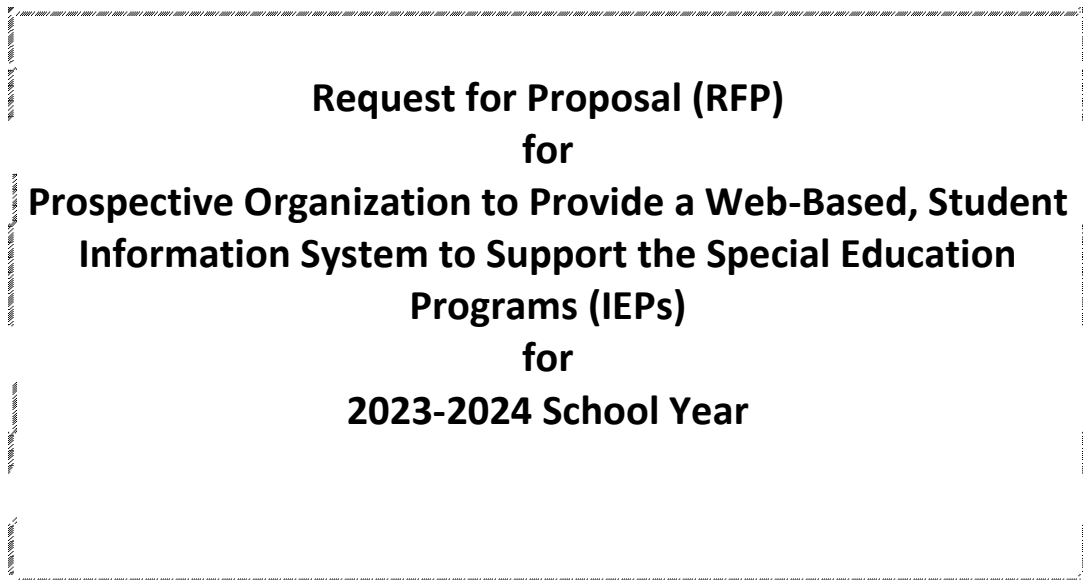 Request for Proposal (RFP)
for
Prospective Organization to Provide a Web-Based, Student
Information System to Support the Special Education
Programs (IEPs)
for
2023-2024 School Year